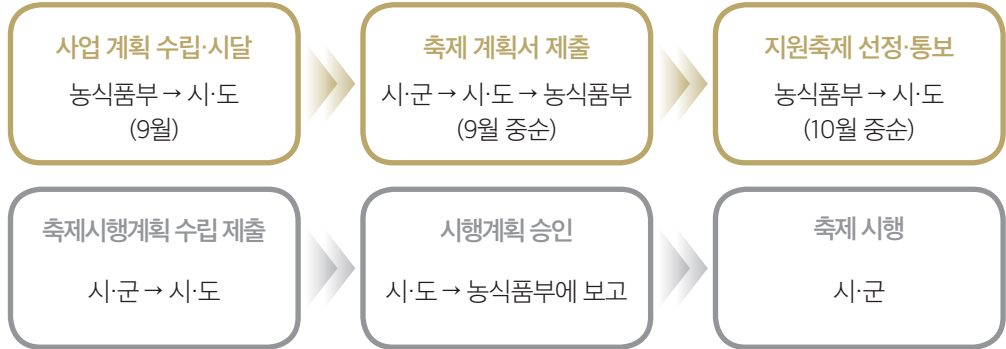 사업 계획 수립·시달
농식품부 → 시·도
(9월)
축제 계획서 제출
시·군 → 시·도 → 농식품부
(9월 중순)
지원축제 선정·통보
농식품부 → 시·도
(10월 중순)
축제시행계획 수립 제출
시·군 → 시·도
시행계획 승인
시·도 → 농식품부에 보고
축제 시행
시·군